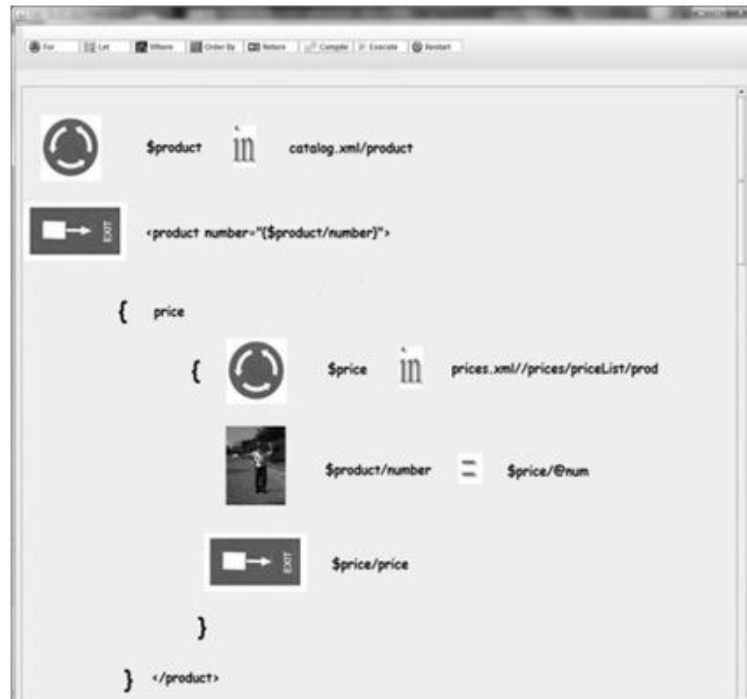 For Let Where Order By Return Compile Execute Restart
$product in catalog.xml/product
EXIT <product number="{$product/number}">
{ price
{ $price in prices.xml//prices/priceList/prod
$product/number = $price/@num
EXIT $price/price
}
} </product>